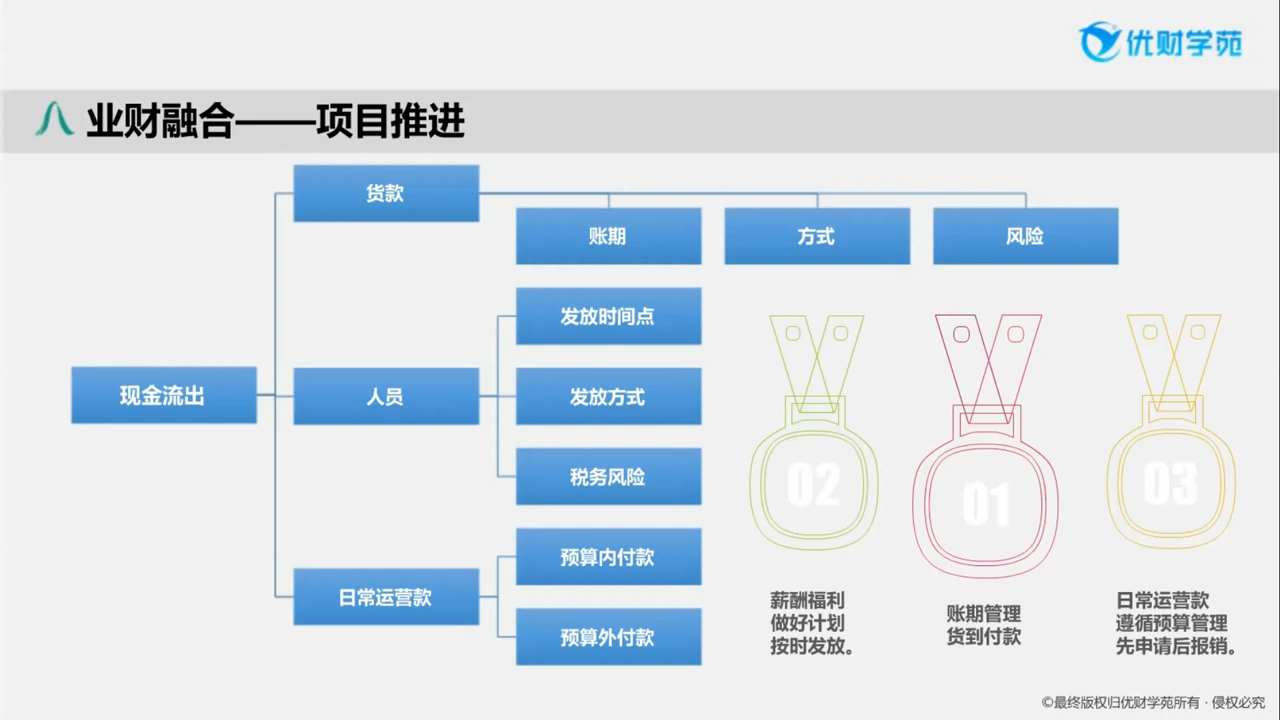 优财学苑
业财融合——项目推进
货款
账期
方式
风险
发放时间点
现金流出
人员
发放方式
税务风险
预算内付款
日常运营款
预算外付款
02
01
03
薪酬福利
做好计划
按时发放。
账期管理
货到付款
日常运营款
遵循预算管理
先申请后报销。
©最终版权归优财学苑所有 · 侵权必究